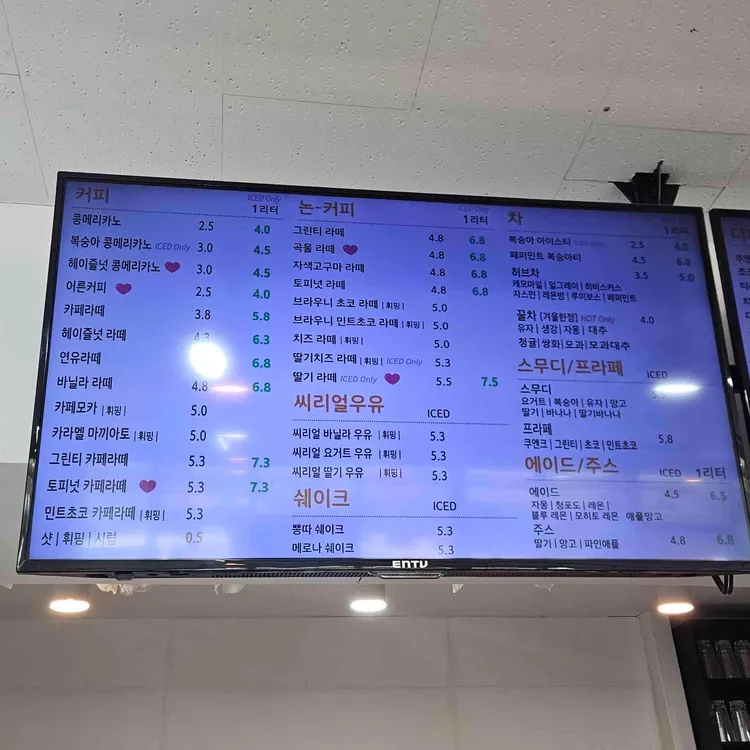 커피 ICED Only 1리터
콩메리카노 2.5 4.0
복숭아 콩메리카노 ICED Only 3.0 4.5
헤이즐넛 콩메리카노 3.0 4.5
어른커피 2.5 4.0
카페라떼 3.8 5.8
헤이즐넛 라떼 4.3 6.3
연유라떼 6.8
바닐라 라떼 4.8 6.8
카페모카 |휘핑| 5.0
카라멜 마끼아토 |휘핑| 5.0
그린티 카페라떼 5.3 7.3
토피넛 카페라떼 5.3 7.3
민트초코 카페라떼 |휘핑| 5.3
샷 | 휘핑 | 시럽 0.5
논-커피 ICED Only 1리터
그린티 라떼 4.8 6.8
곡물 라떼 4.8 6.8
자색고구마 라떼 4.8 6.8
토피넛 라떼 4.8 6.8
브라우니 초코 라떼 |휘핑| 5.0
브라우니 민트초코 라떼 |휘핑| 5.0
치즈 라떼 |휘핑| 5.0
딸기치즈 라떼 |휘핑| ICED Only 5.3
딸기 라떼 ICED Only 5.5 7.5
씨리얼우유 ICED
씨리얼 바닐라 우유 |휘핑| 5.3
씨리얼 요거트 우유 |휘핑| 5.3
씨리얼 딸기 우유 |휘핑| 5.3
쉐이크 ICED
뽕따 쉐이크 5.3
메로나 쉐이크 5.3
차
복숭아 아이스티 ICED Only 2.5 4.0
페퍼민트 복숭아티 4.5 6.0
허브차 3.5 5.0
캐모마일 | 얼그레이 | 히비스커스
자스민 | 레몬밤 | 루이보스 | 페퍼민트
꿀차 [겨울한정] HOT Only 4.0
유자 | 생강 | 자몽 | 대추
청귤 | 쌍화 | 모과 | 모과대추
스무디/프라페 ICED
스무디
요거트 | 복숭아 | 유자 | 망고
딸기 | 바나나 | 딸기바나나
프라페 5.8
쿠앤크 | 그린티 | 초코 | 민트초코
에이드/주스 ICED 1리터
에이드 4.5 6.5
자몽 | 청포도 | 레몬 |
블루 레몬 | 모히토 레몬 애플망고
주스 4.8 6.8
딸기 | 망고 | 파인애플
ENTV